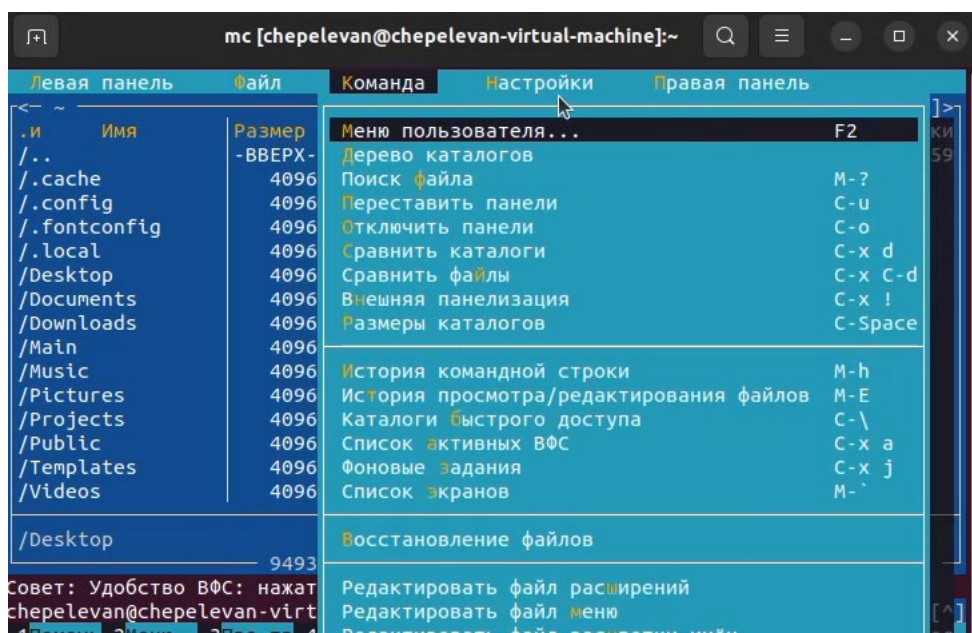 mc [chepelevan@chepelevan-virtual-machine]:~
Левая панель Файл Команда Настройки Правая панель
<— ~ ]>
.и Имя Размер
/.. -ВВЕРХ-
/.cache 4096
/.config 4096
/.fontconfig 4096
/.local 4096
/Desktop 4096
/Documents 4096
/Downloads 4096
/Main 4096
/Music 4096
/Pictures 4096
/Projects 4096
/Public 4096
/Templates 4096
/Videos 4096
/Desktop
9493
Меню пользователя... F2
Дерево каталогов
Поиск файла M-?
Переставить панели C-u
Отключить панели C-o
Сравнить каталоги C-x d
Сравнить файлы C-x C-d
Внешняя панелизация C-x !
Размеры каталогов C-Space
История командной строки M-h
История просмотра/редактирования файлов M-E
Каталоги быстрого доступа C-\
Список активных ВФС C-x a
Фоновые задания C-x j
Список экранов M-`
Восстановление файлов
Редактировать файл расширений
Редактировать файл меню
ки
59
Совет: Удобство ВФС: нажат
chepelevan@chepelevan-virt [^]